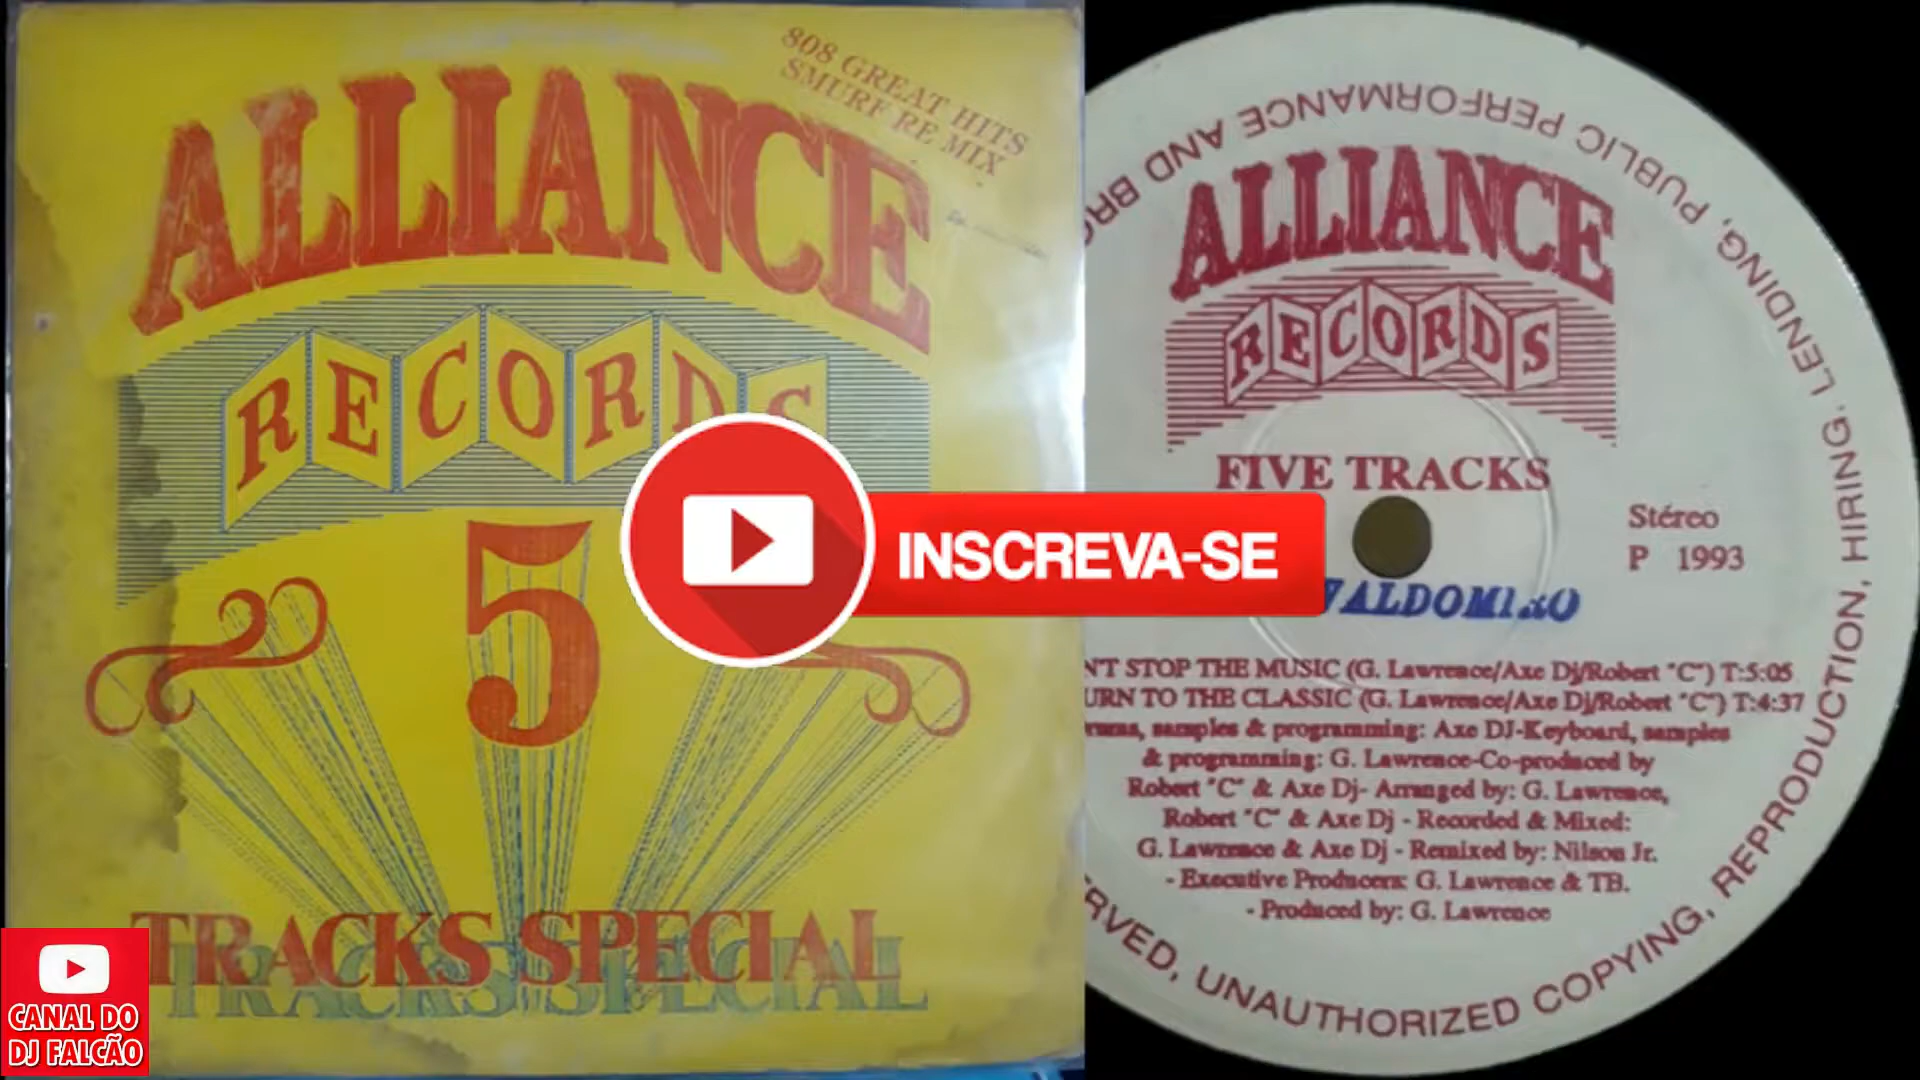 808 GREAT HITS
SMURF RE MIX
ALLIANCE
RECORDS
5
TRACKS SPECIAL
CANAL DO
DJ FALCÃO
INSCREVA-SE
AND
PUBLIC PERFORMANCE
LENDING,
HIRING,
REPRODUCTION,
UNAUTHORIZED COPYING,
ALLIANCE
RECORDS
FIVE TRACKS
Stéreo
P 1993
VALDOMIRO
N'T STOP THE MUSIC (G. Lawrence/Axe Dj/Robert "C") T:5:05
URN TO THE CLASSIC (G. Lawrence/Axe Dj/Robert "C") T:4:37
rums, samples & programming: Axe DJ-Keyboard, samples
& programming: G. Lawrence-Co-produced by
Robert "C" & Axe Dj- Arranged by: G. Lawrence,
Robert "C" & Axe Dj - Recorded & Mixed:
G. Lawrence & Axe Dj - Remixed by: Nilson Jr.
- Executive Producers: G. Lawrence & TB.
- Produced by: G. Lawrence